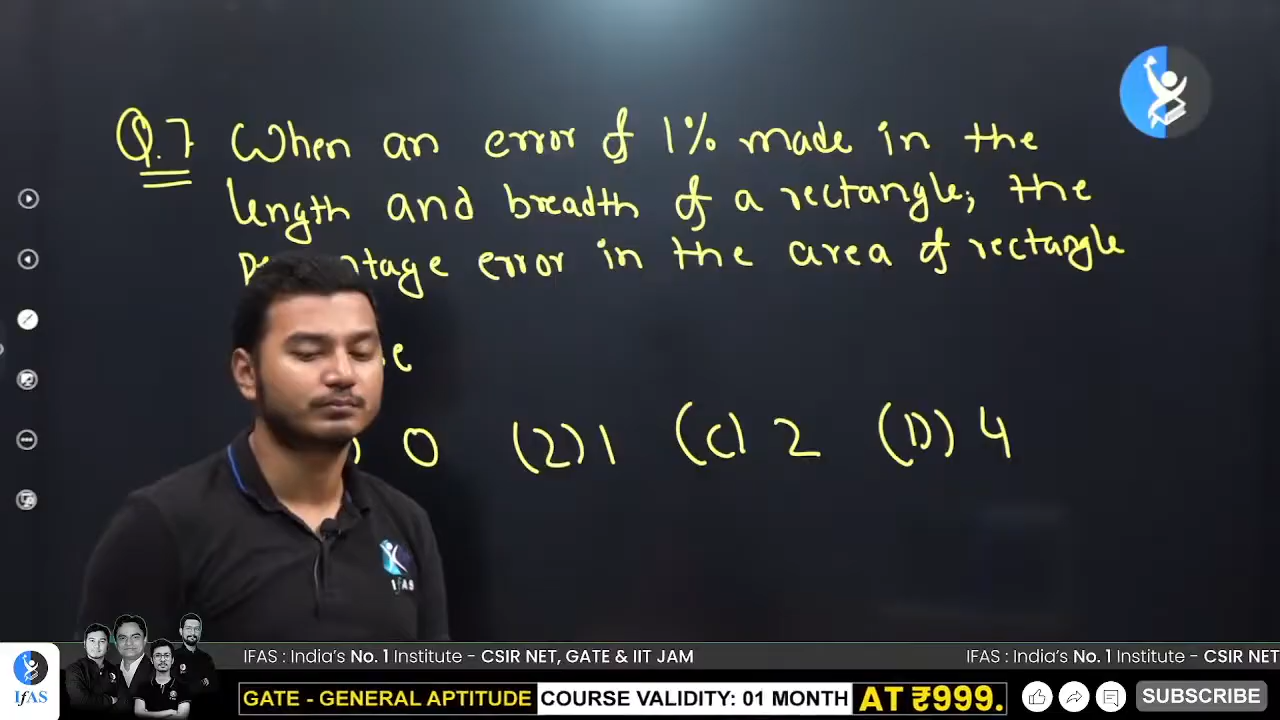 Q.7 When an error of 1% made in the
length and breadth of a rectangle; the
error in the area of rectangle
0 (2) 1 (C) 2 (D) 4
IFAS
IFAS : India's No. 1 Institute - CSIR NET, GATE & IIT JAM
IFAS : India's No. 1 Institute - CSIR NET
IFAS
GATE - GENERAL APTITUDE COURSE VALIDITY: 01 MONTH AT ₹999.
SUBSCRIBE